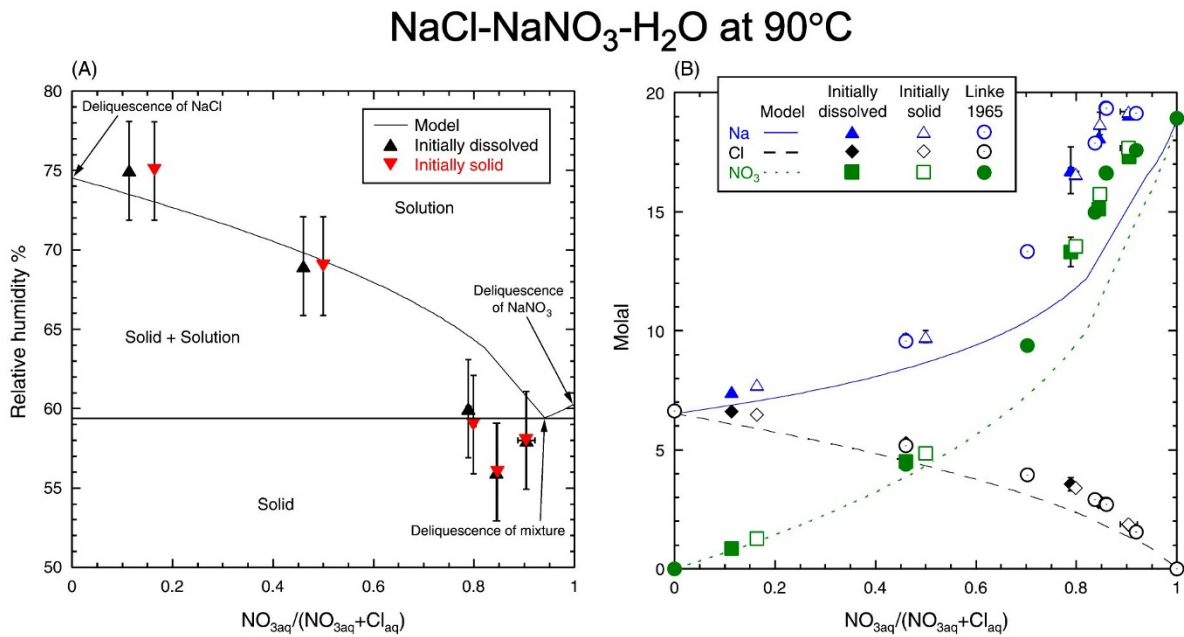 NaCl-NaNO₃-H₂O at 90°C
(A)
80
75
70
65
60
55
50
Relative humidity %
Deliquescence of NaCl
Model
Initially dissolved
Initially solid
Solution
Deliquescence
of NaNO₃
Solid + Solution
Solid
Deliquescence of mixture
0 0.2 0.4 0.6 0.8 1
NO₃aq/(NO₃aq+Claq)
(B)
Model Initially dissolved Initially solid Linke 1965
Na
Cl
NO₃
20
15
10
5
0
Molal
0 0.2 0.4 0.6 0.8 1
NO₃aq/(NO₃aq+Claq)